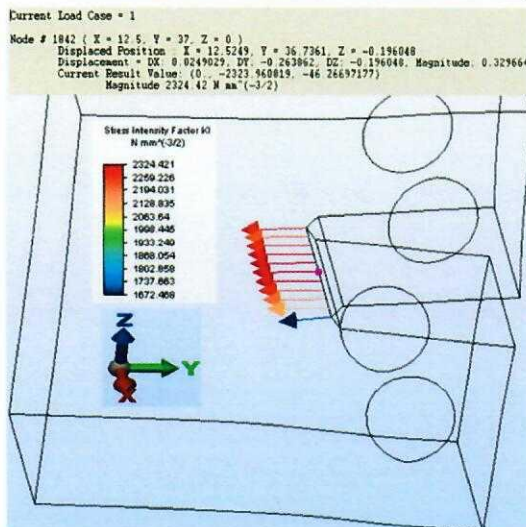 Current Load Case = 1
Node # 1842 ( X = 12.5, Y = 37, Z = 0 )
Displaced Position : X = 12.5249, Y = 36.7361, Z = -0.196048
Displacement = DX: 0.0249029, DY: -0.263862, DZ: -0.196048, Magnitude: 0.329664
Current Result Value: (0., -2323.960819, -46.26697177)
Magnitude 2324.42 N mm^(-3/2)
Stress Intensity Factor KI
N mm^(-3/2)
2324.421
2259.226
2194.031
2128.835
2063.64
1998.445
1933.249
1868.054
1802.858
1737.663
1672.468
Z
Y
X